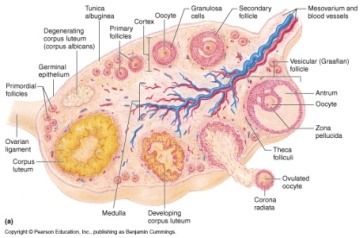 Tunica
albuginea
Cortex
Oocyte
Granulosa
cells
Secondary
follicle
Mesovarium and
blood vessels
Degenerating
corpus luteum
(corpus albicans)
Primary
follicles
Germinal
epithelium
Primordial
follicles
Vesicular (Graafian)
follicle
Antrum
Oocyte
Zona
pellucida
Theca
folliculi
Ovulated
oocyte
Corona
radiata
Ovarian
ligament
Corpus
luteum
Medulla
Developing
corpus luteum
(a)
Copyright © Pearson Education, Inc., publishing as Benjamin Cummings.